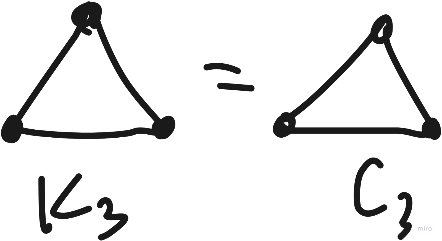 =
K₃ C₃
miro